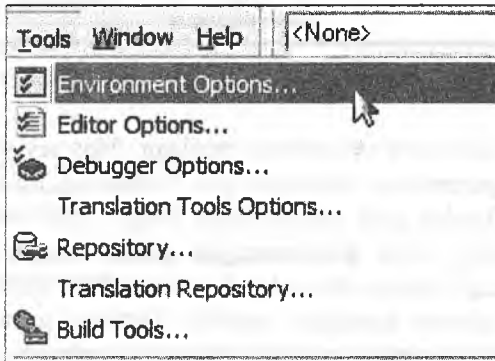 Tools Window Help <None>
Environment Options...
Editor Options...
Debugger Options...
Translation Tools Options...
Repository...
Translation Repository...
Build Tools...